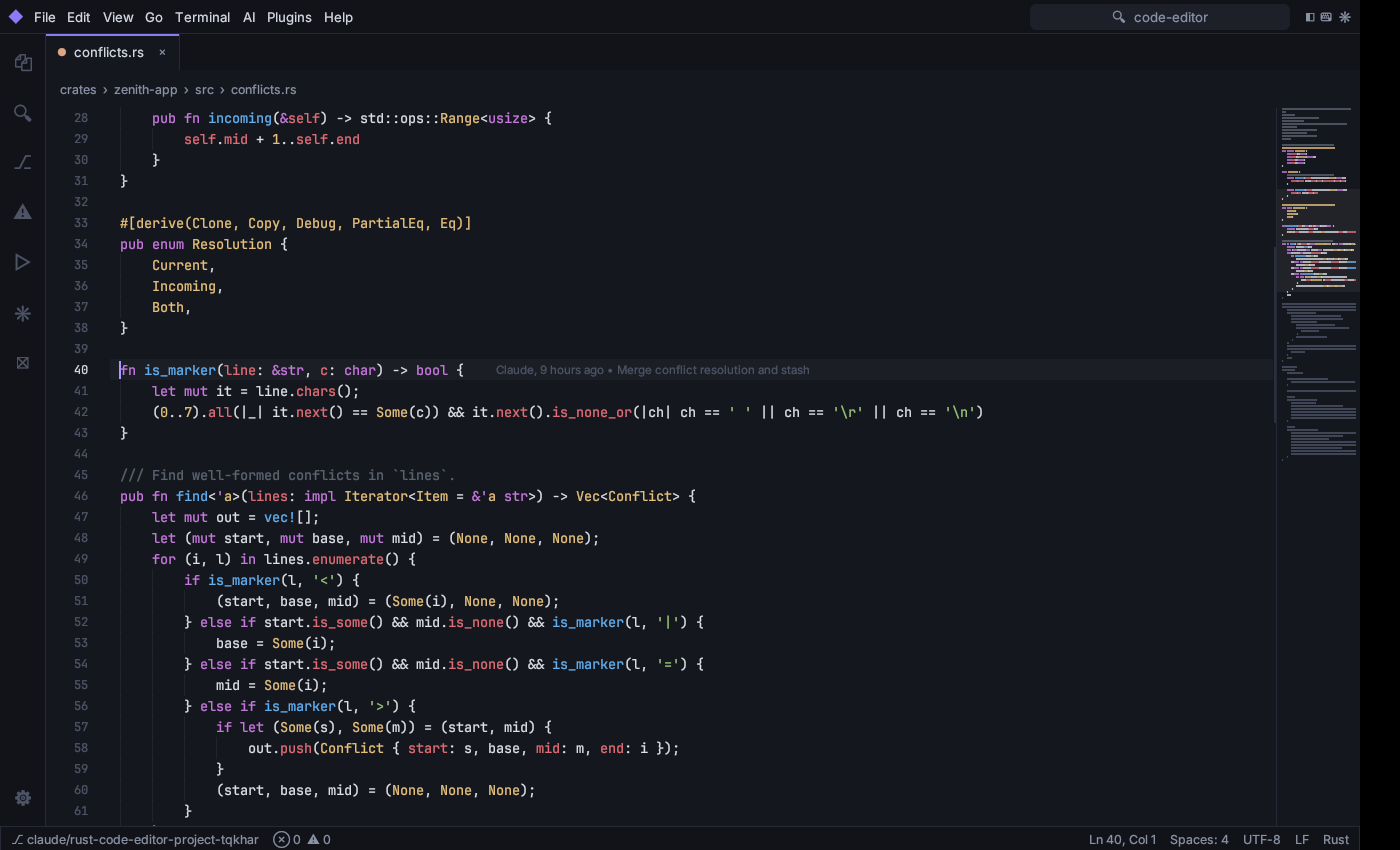 File Edit View Go Terminal AI Plugins Help
code-editor
conflicts.rs ×
crates › zenith-app › src › conflicts.rs
28     pub fn incoming(&self) -> std::ops::Range<usize> {
29         self.mid + 1..self.end
30     }
31 }
32
33 #[derive(Clone, Copy, Debug, PartialEq, Eq)]
34 pub enum Resolution {
35     Current,
36     Incoming,
37     Both,
38 }
39
40 fn is_marker(line: &str, c: char) -> bool {    Claude, 9 hours ago • Merge conflict resolution and stash
41     let mut it = line.chars();
42     (0..7).all(|_| it.next() == Some(c)) && it.next().is_none_or(|ch| ch == ' ' || ch == '\r' || ch == '\n')
43 }
44
45 /// Find well-formed conflicts in `lines`.
46 pub fn find<'a>(lines: impl Iterator<Item = &'a str>) -> Vec<Conflict> {
47     let mut out = vec![];
48     let (mut start, mut base, mut mid) = (None, None, None);
49     for (i, l) in lines.enumerate() {
50         if is_marker(l, '<') {
51             (start, base, mid) = (Some(i), None, None);
52         } else if start.is_some() && mid.is_none() && is_marker(l, '|') {
53             base = Some(i);
54         } else if start.is_some() && mid.is_none() && is_marker(l, '=') {
55             mid = Some(i);
56         } else if is_marker(l, '>') {
57             if let (Some(s), Some(m)) = (start, mid) {
58                 out.push(Conflict { start: s, base, mid: m, end: i });
59             }
60             (start, base, mid) = (None, None, None);
61         }
claude/rust-code-editor-project-tqkhar 0 0 Ln 40, Col 1 Spaces: 4 UTF-8 LF Rust